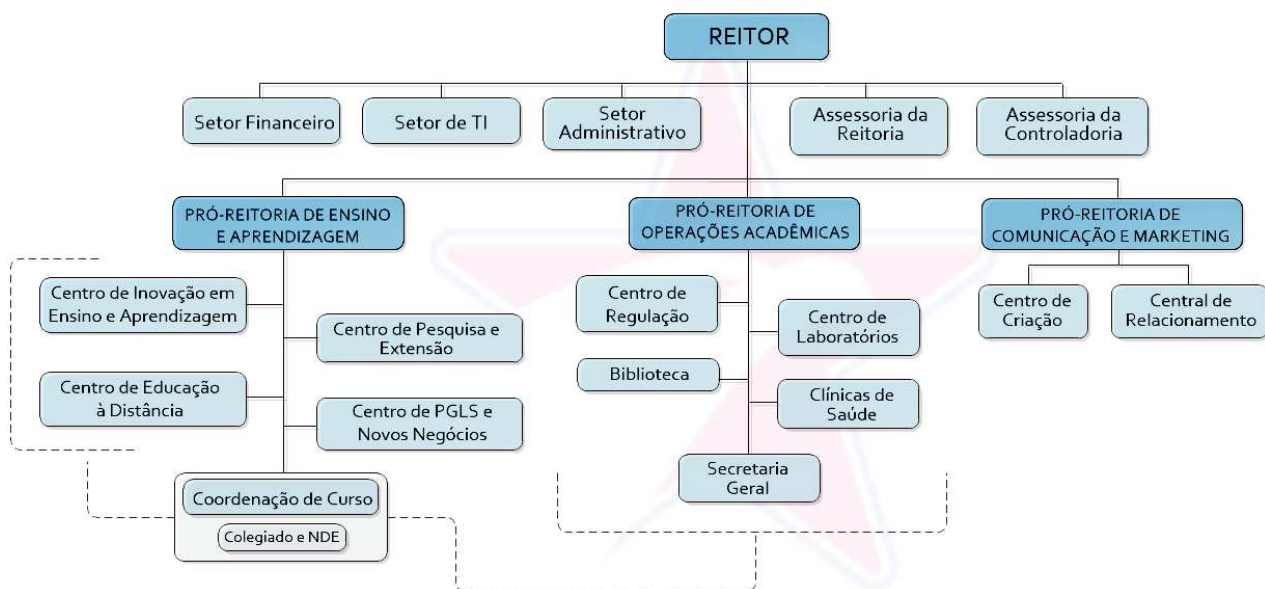 REITOR
Setor Financeiro
Setor de TI
Setor
Administrativo
Assessoria da
Reitoria
Assessoria da
Controladoria
PRÓ-REITORIA DE ENSINO
E APRENDIZAGEM
PRÓ-REITORIA DE
OPERAÇÕES ACADÊMICAS
PRÓ-REITORIA DE
COMUNICAÇÃO E MARKETING
Centro de Inovação em
Ensino e Aprendizagem
Centro de Pesquisa e
Extensão
Centro de Educação
à Distância
Centro de PGLS e
Novos Negócios
Coordenação de Curso
Colegiado e NDE
Centro de
Regulação
Centro de
Laboratórios
Biblioteca
Clínicas de
Saúde
Secretaria
Geral
Centro de
Criação
Central de
Relacionamento